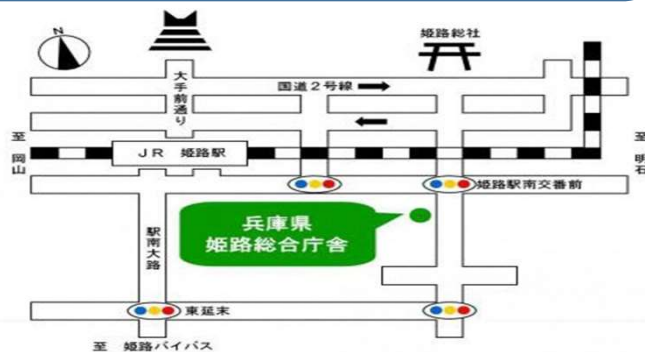 N
姫路総社
大手前通り
国道2号線
至 岡山
JR 姫路駅
至 明石
姫路駅南交番前
兵庫県
姫路総合庁舎
駅南大路
東延末
至 姫路バイパス